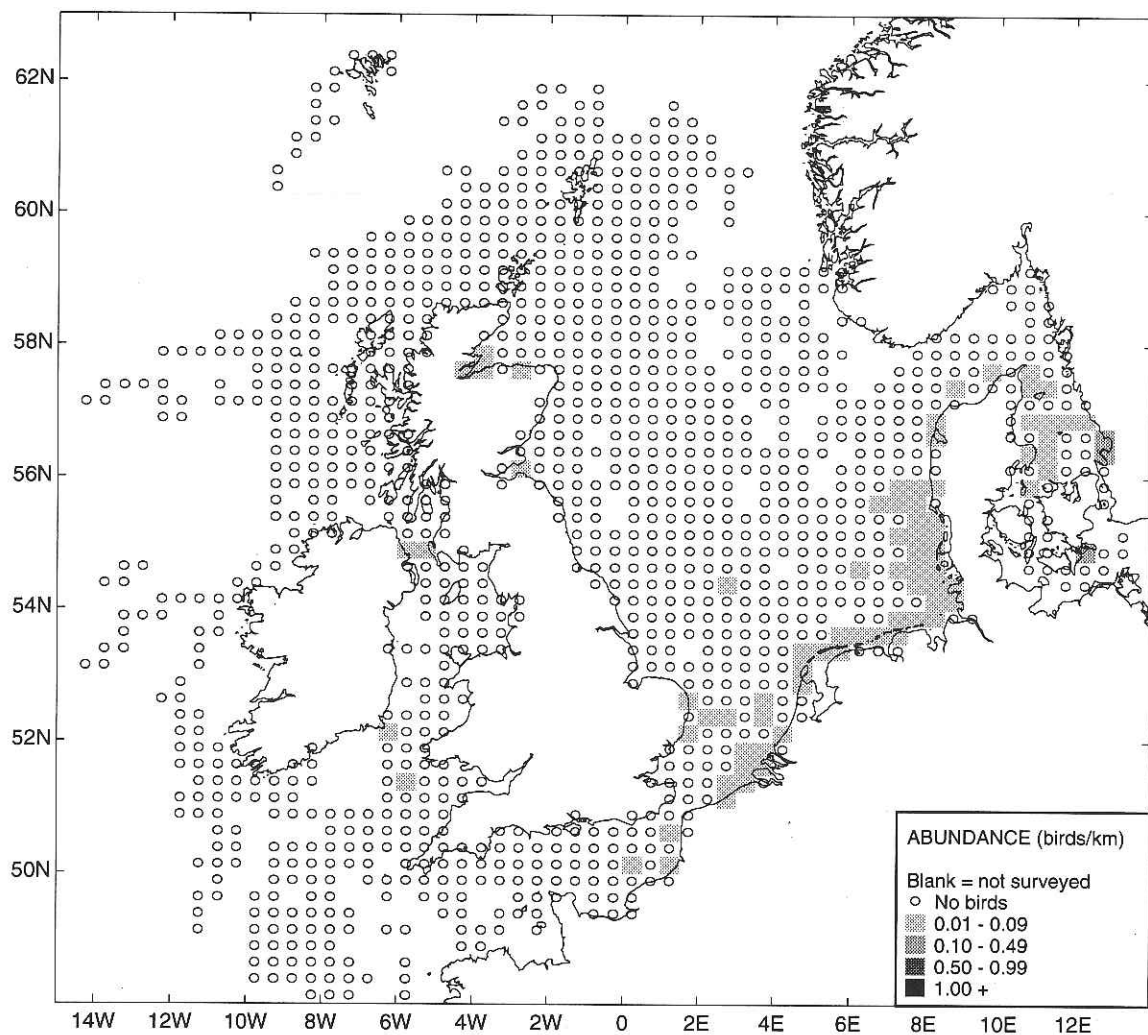 62N
60N
58N
56N
54N
52N
50N
ABUNDANCE (birds/km)
Blank = not surveyed
No birds
0.01 - 0.09
0.10 - 0.49
0.50 - 0.99
1.00 +
14W 12W 10W 8W 6W 4W 2W 0 2E 4E 6E 8E 10E 12E